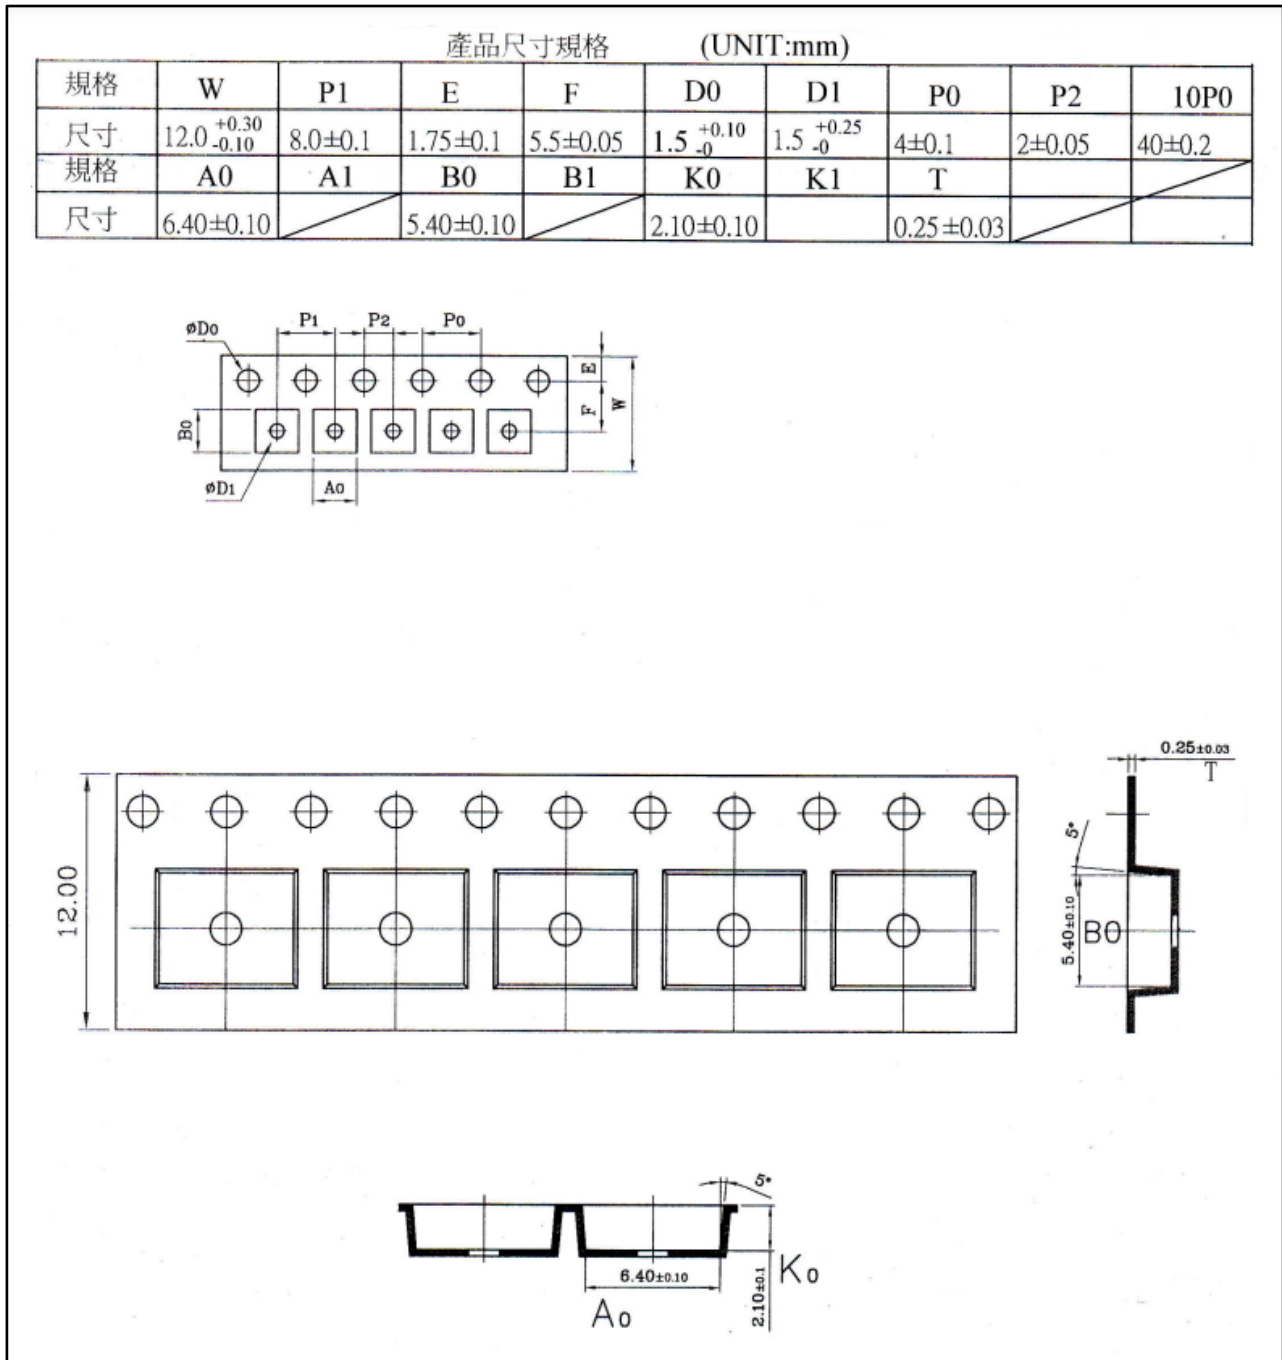 產品尺寸規格 (UNIT:mm)
規格 W P1 E F D0 D1 P0 P2 10P0
尺寸 12.0 +0.30 -0.10 8.0±0.1 1.75±0.1 5.5±0.05 1.5 +0.10 -0 1.5 +0.25 -0 4±0.1 2±0.05 40±0.2
規格 A0 A1 B0 B1 K0 K1 T
尺寸 6.40±0.10 5.40±0.10 2.10±0.10 0.25±0.03
øD0 P1 P2 P0
E
F
W
B0
øD1 A0
0.25±0.03
T
12.00
5°
5.40±0.10
B0
5°
6.40±0.10
A0
2.10±0.1
K0